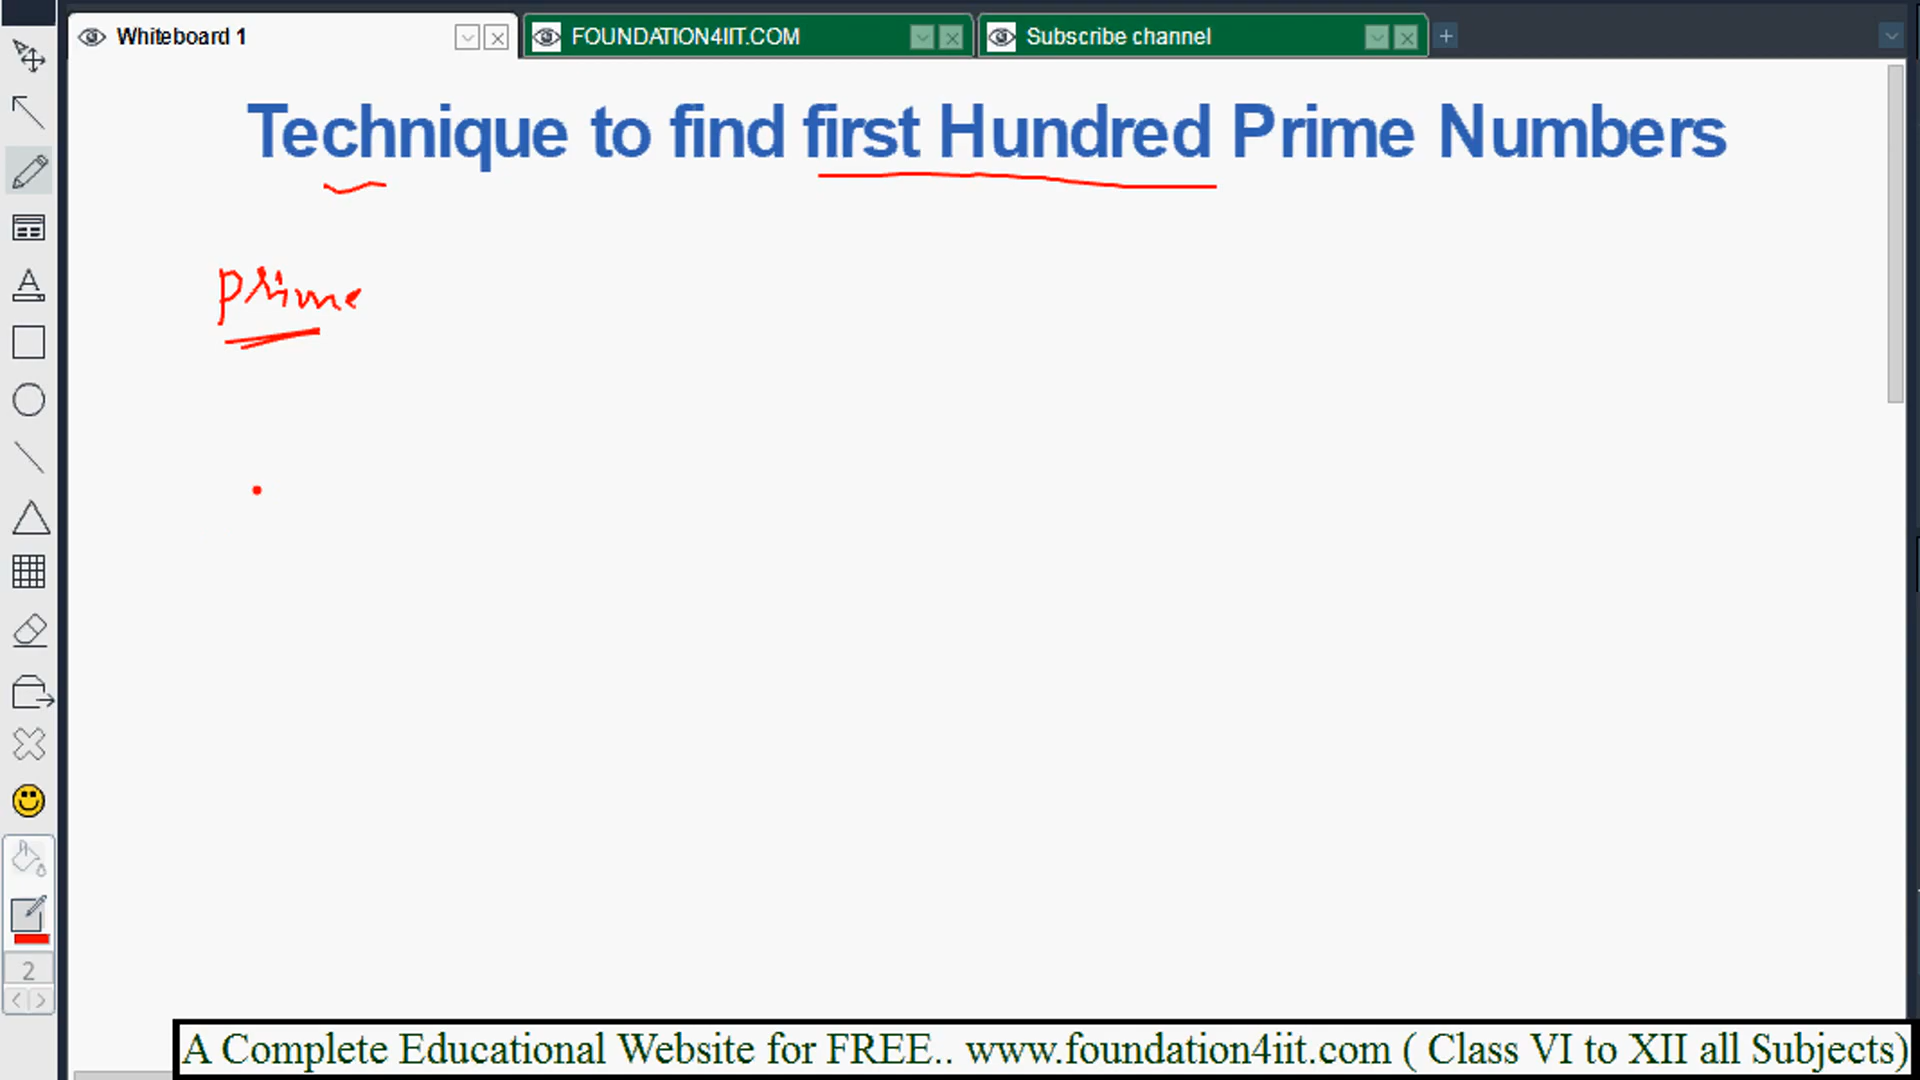 Whiteboard 1 FOUNDATION4IIT.COM Subscribe channel
Technique to find first Hundred Prime Numbers
prime
2
A Complete Educational Website for FREE.. www.foundation4iit.com ( Class VI to XII all Subjects)